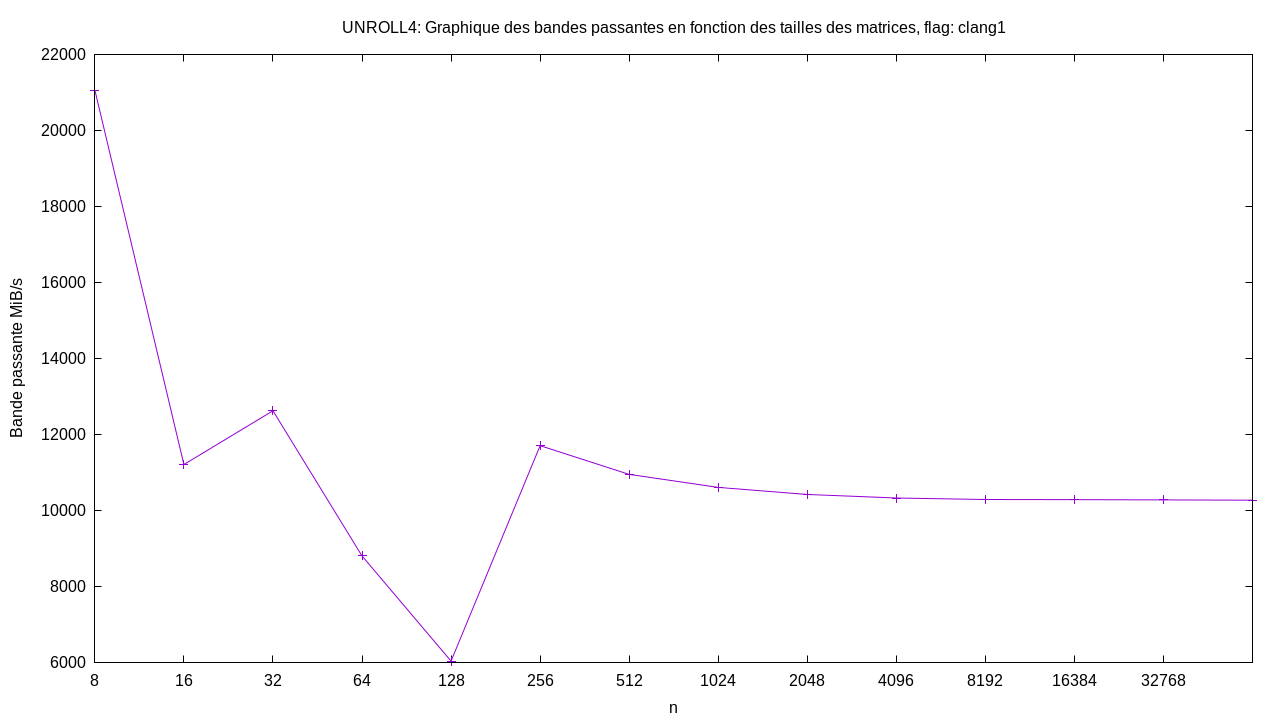 UNROLL4: Graphique des bandes passantes en fonction des tailles des matrices, flag: clang1
22000
20000
18000
16000
14000
12000
10000
8000
6000
Bande passante MiB/s
8 16 32 64 128 256 512 1024 2048 4096 8192 16384 32768
n